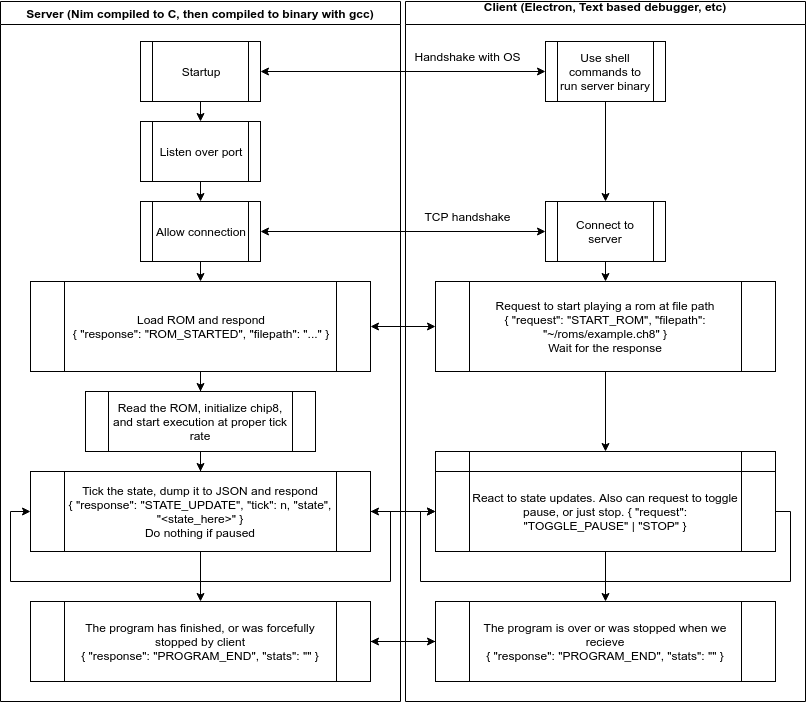 Server (Nim compiled to C, then compiled to binary with gcc)
Client (Electron, Text based debugger, etc)
Startup
Handshake with OS
Use shell
commands to
run server binary
Listen over port
Allow connection
TCP handshake
Connect to
server
Load ROM and respond
{ "response": "ROM_STARTED", "filepath": "..." }
Request to start playing a rom at file path
{ "request": "START_ROM", "filepath":
"~/roms/example.ch8" }
Wait for the response
Read the ROM, initialize chip8,
and start execution at proper tick
rate
Tick the state, dump it to JSON and respond
{ "response": "STATE_UPDATE", "tick": n, "state",
"<state_here>" }
Do nothing if paused
React to state updates. Also can request to toggle
pause, or just stop. { "request":
"TOGGLE_PAUSE" | "STOP" }
The program has finished, or was forcefully
stopped by client
{ "response": "PROGRAM_END", "stats": "" }
The program is over or was stopped when we
recieve
{ "response": "PROGRAM_END", "stats": "" }